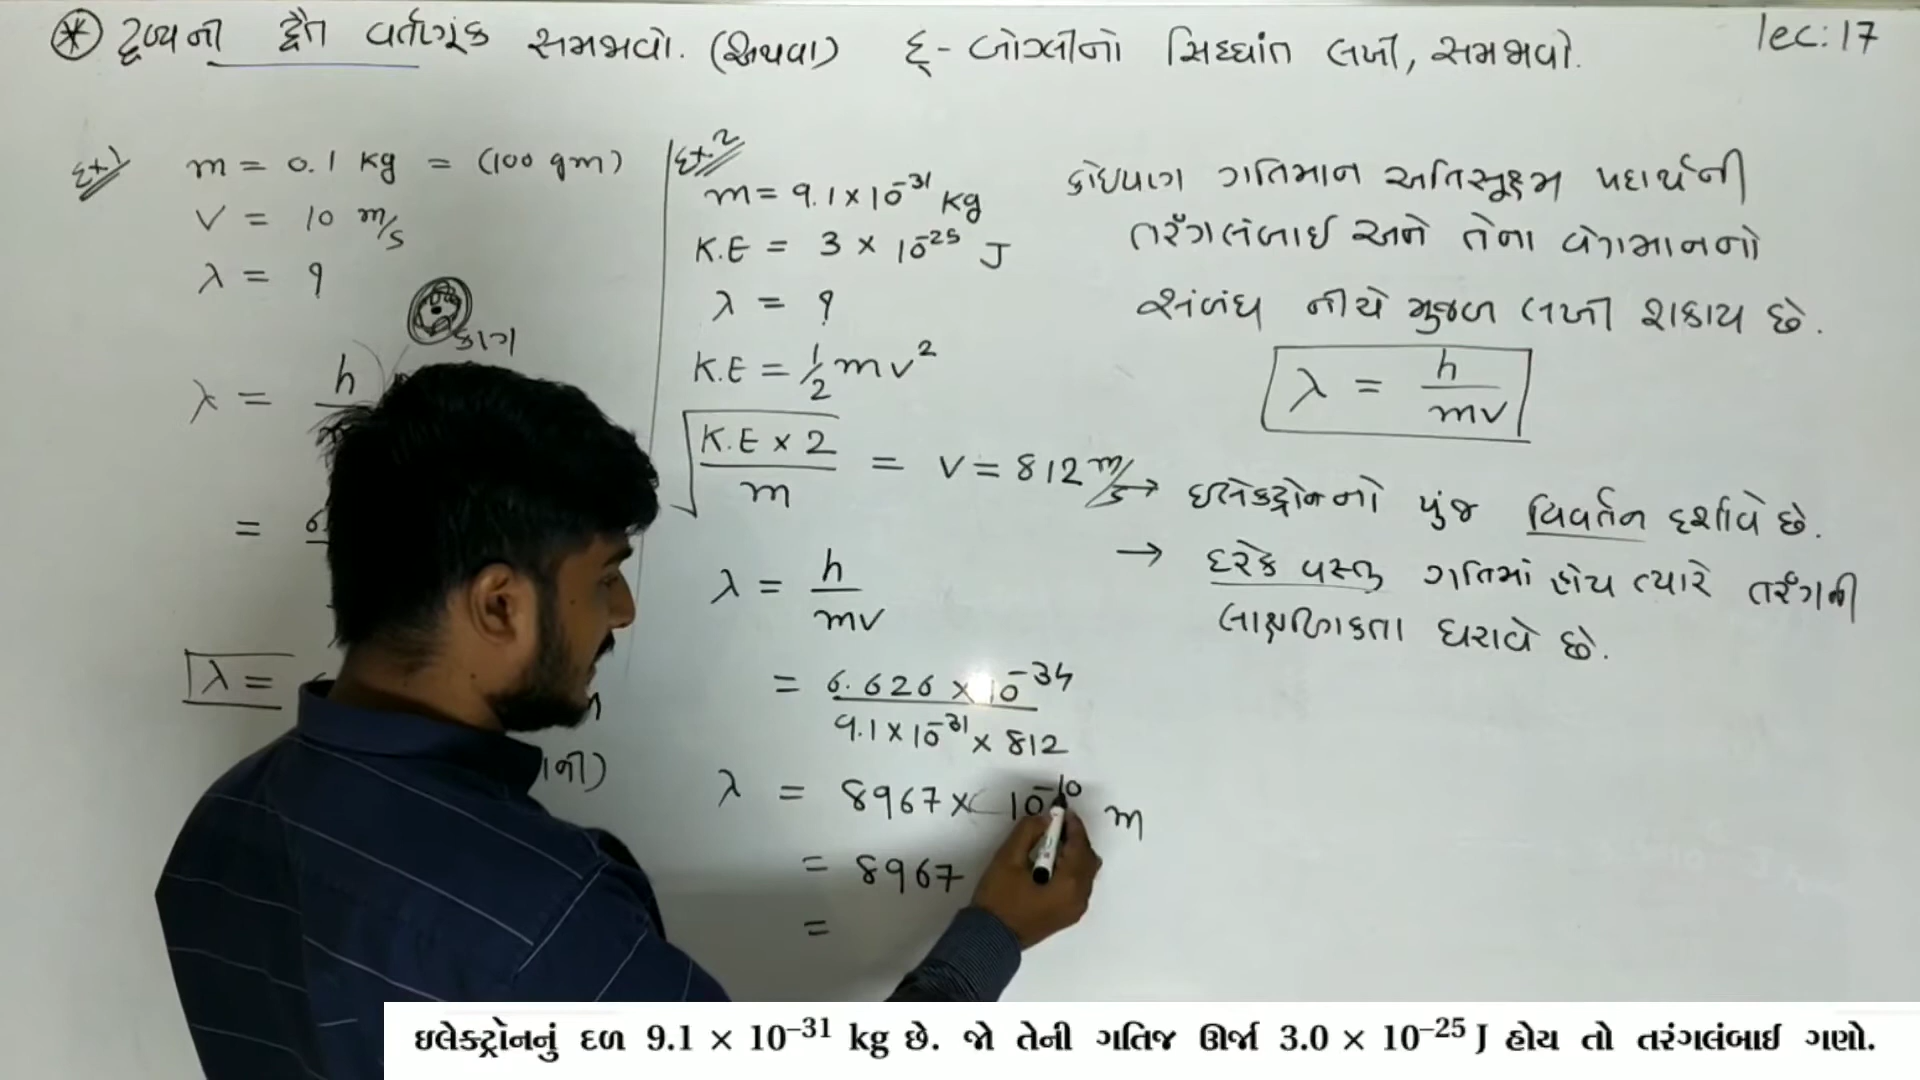 * દ્રવ્યની દ્વૈત વર્તણૂંક સમજાવો. (અથવા) દ્-બ્રોગ્લીનો સિધ્ધાંત લખી, સમજાવો.
lec: 17
Ex.1
m = 0.1 kg = (100 gm)
v = 10 m/s
λ = ?
કાગ
λ = h
= 6.
λ =
Ex.2
m = 9.1 × 10⁻³¹ kg
K.E = 3 × 10⁻²⁵ J
λ = ?
K.E = 1/2 mv²
√(K.E × 2 / m) = v = 812 m/s
λ = h/mv
= 6.626 × 10⁻³⁴ / 9.1 × 10⁻³¹ × 812
λ = 8967 × 10⁻¹⁰ m
= 8967
=
કોઈપણ ગતિમાન અતિસૂક્ષ્મ પદાર્થની
તરંગલંબાઈ અને તેના વેગમાનનો
સંબંધ નીચે મુજબ લખી શકાય છે.
λ = h/mv
→ ઇલેક્ટ્રોનનો પુંજ વિવર્તન દર્શાવે છે.
→ દરેક વસ્તુ ગતિમાં હોય ત્યારે તરંગની
લાક્ષણિકતા ધરાવે છે.
ઇલેક્ટ્રૉનનું દળ 9.1 × 10⁻³¹ kg છે. જો તેની ગતિજ ઊર્જા 3.0 × 10⁻²⁵ J હોય તો તરંગલંબાઈ ગણો.